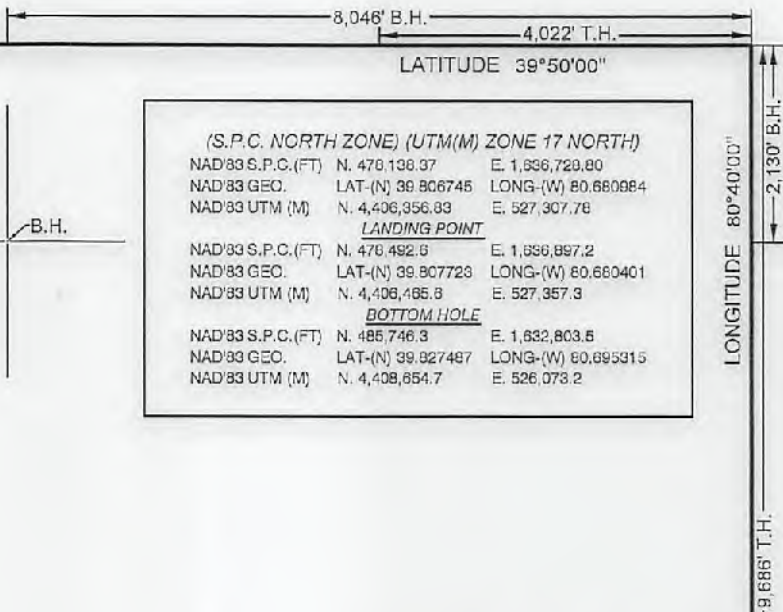 8,046' B.H.
4,022' T.H.
LATITUDE 39°50'00"
(S.P.C. NORTH ZONE) (UTM(M) ZONE 17 NORTH)
NAD'83 S.P.C.(FT) N. 478,138.37 E. 1,636,728.80
NAD'83 GEO. LAT-(N) 39.806745 LONG-(W) 80.680984
NAD'83 UTM (M) N. 4,406,356.83 E. 527,307.78
LANDING POINT
NAD'83 S.P.C.(FT) N. 478,492.6 E. 1,636,897.2
NAD'83 GEO. LAT-(N) 39.807723 LONG-(W) 80.680401
NAD'83 UTM (M) N. 4,406,465.6 E. 527,357.3
BOTTOM HOLE
NAD'83 S.P.C.(FT) N. 485,746.3 E. 1,632,803.5
NAD'83 GEO. LAT-(N) 39.827487 LONG-(W) 80.695315
NAD'83 UTM (M) N. 4,408,654.7 E. 526,073.2
B.H.
LONGITUDE 80°40'00"
2,130' B.H.
9,686' T.H.